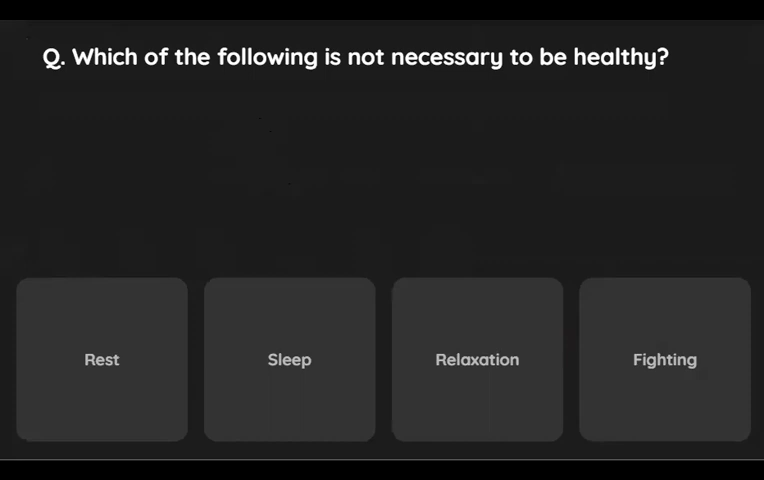 Q. Which of the following is not necessary to be healthy?
Rest
Sleep
Relaxation
Fighting